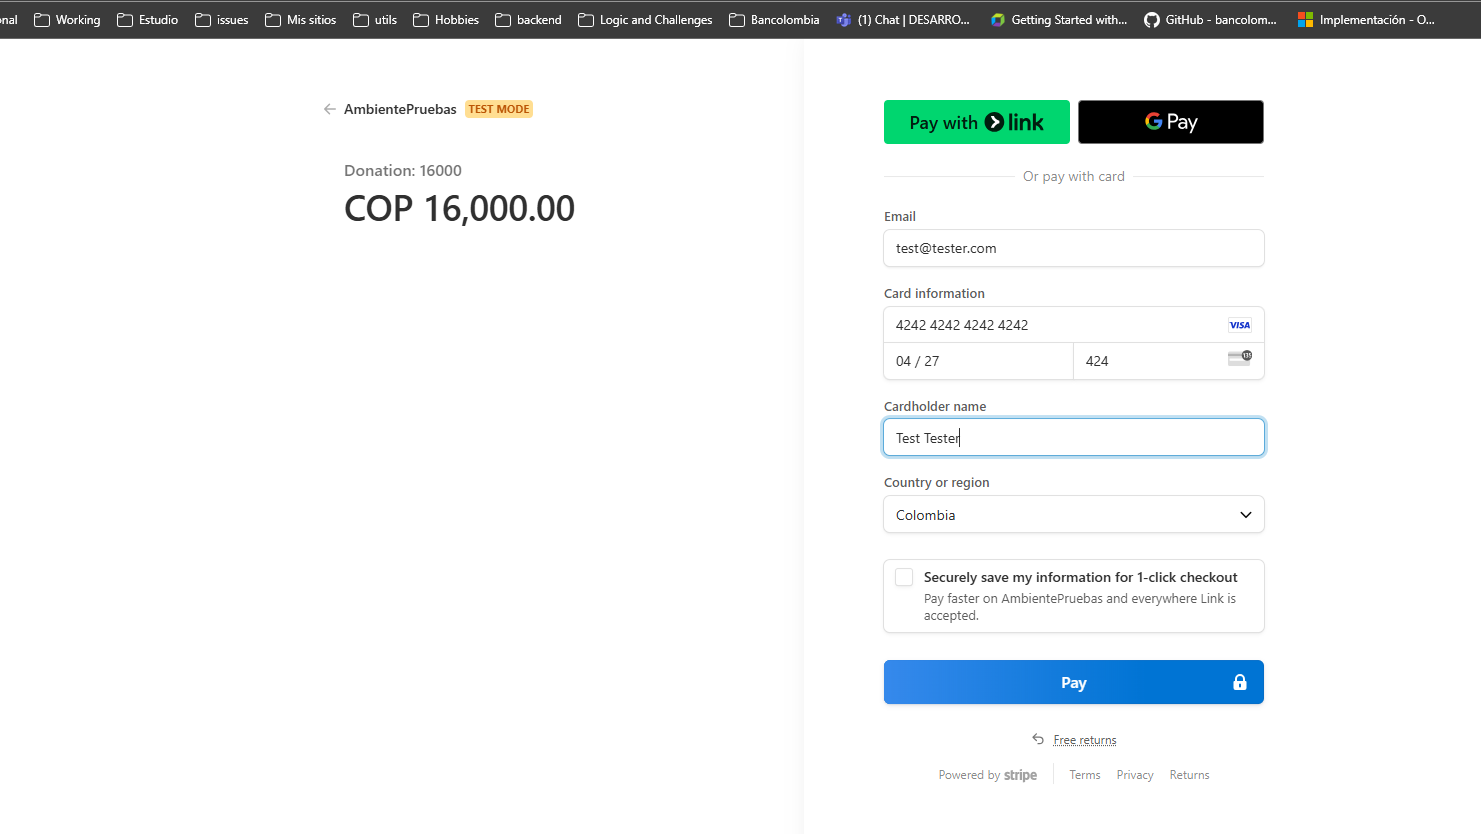 onal Working Estudio issues Mis sitios utils Hobbies backend Logic and Challenges Bancolombia (1) Chat | DESARRO... Getting Started with... GitHub - bancolom... Implementación - O...
AmbientePruebas TEST MODE
Donation: 16000
COP 16,000.00
Pay with link G Pay
Or pay with card
Email
test@tester.com
Card information
4242 4242 4242 4242 VISA
04 / 27 424 135
Cardholder name
Test Tester
Country or region
Colombia
Securely save my information for 1-click checkout
Pay faster on AmbientePruebas and everywhere Link is
accepted.
Pay
Free returns
Powered by stripe Terms Privacy Returns